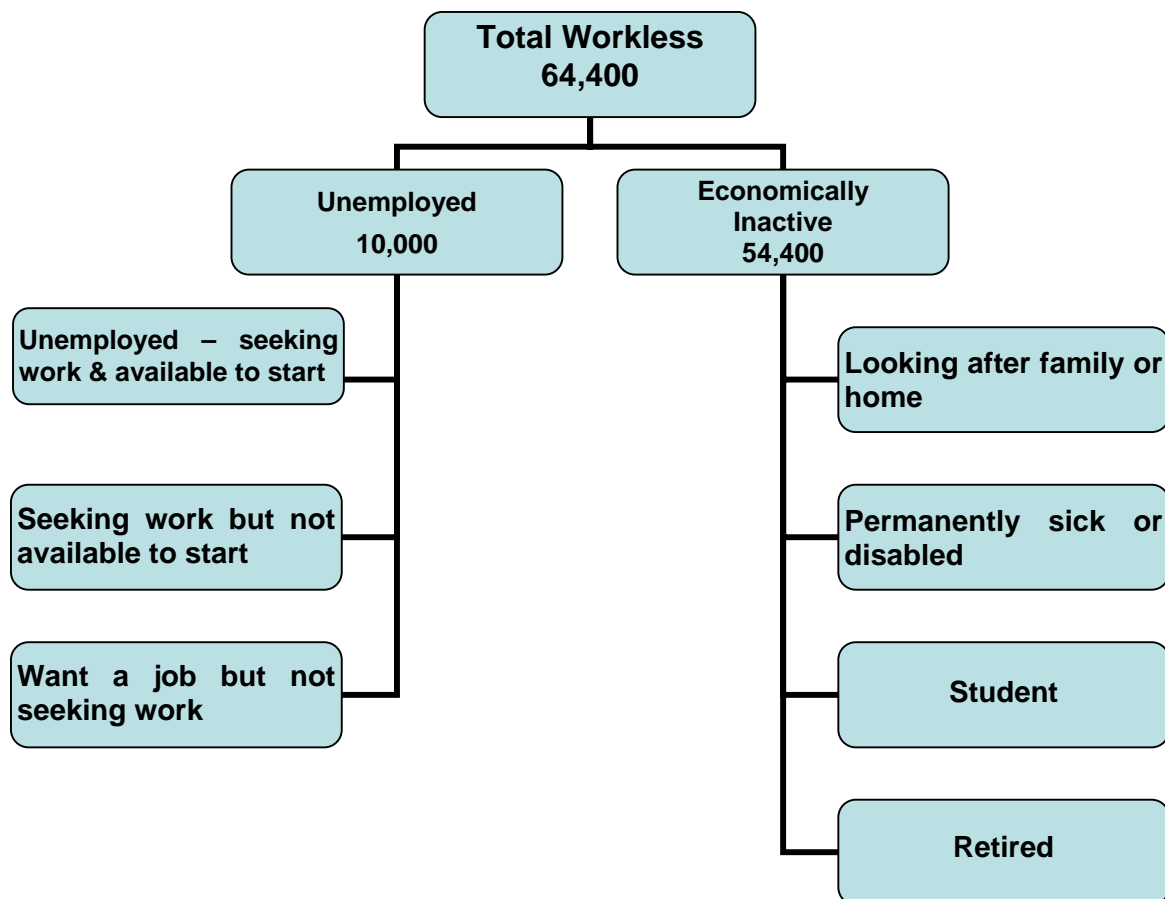 Total Workless
64,400
Unemployed
10,000
Economically
Inactive
54,400
Unemployed – seeking
work & available to start
Seeking work but not
available to start
Want a job but not
seeking work
Looking after family or
home
Permanently sick or
disabled
Student
Retired